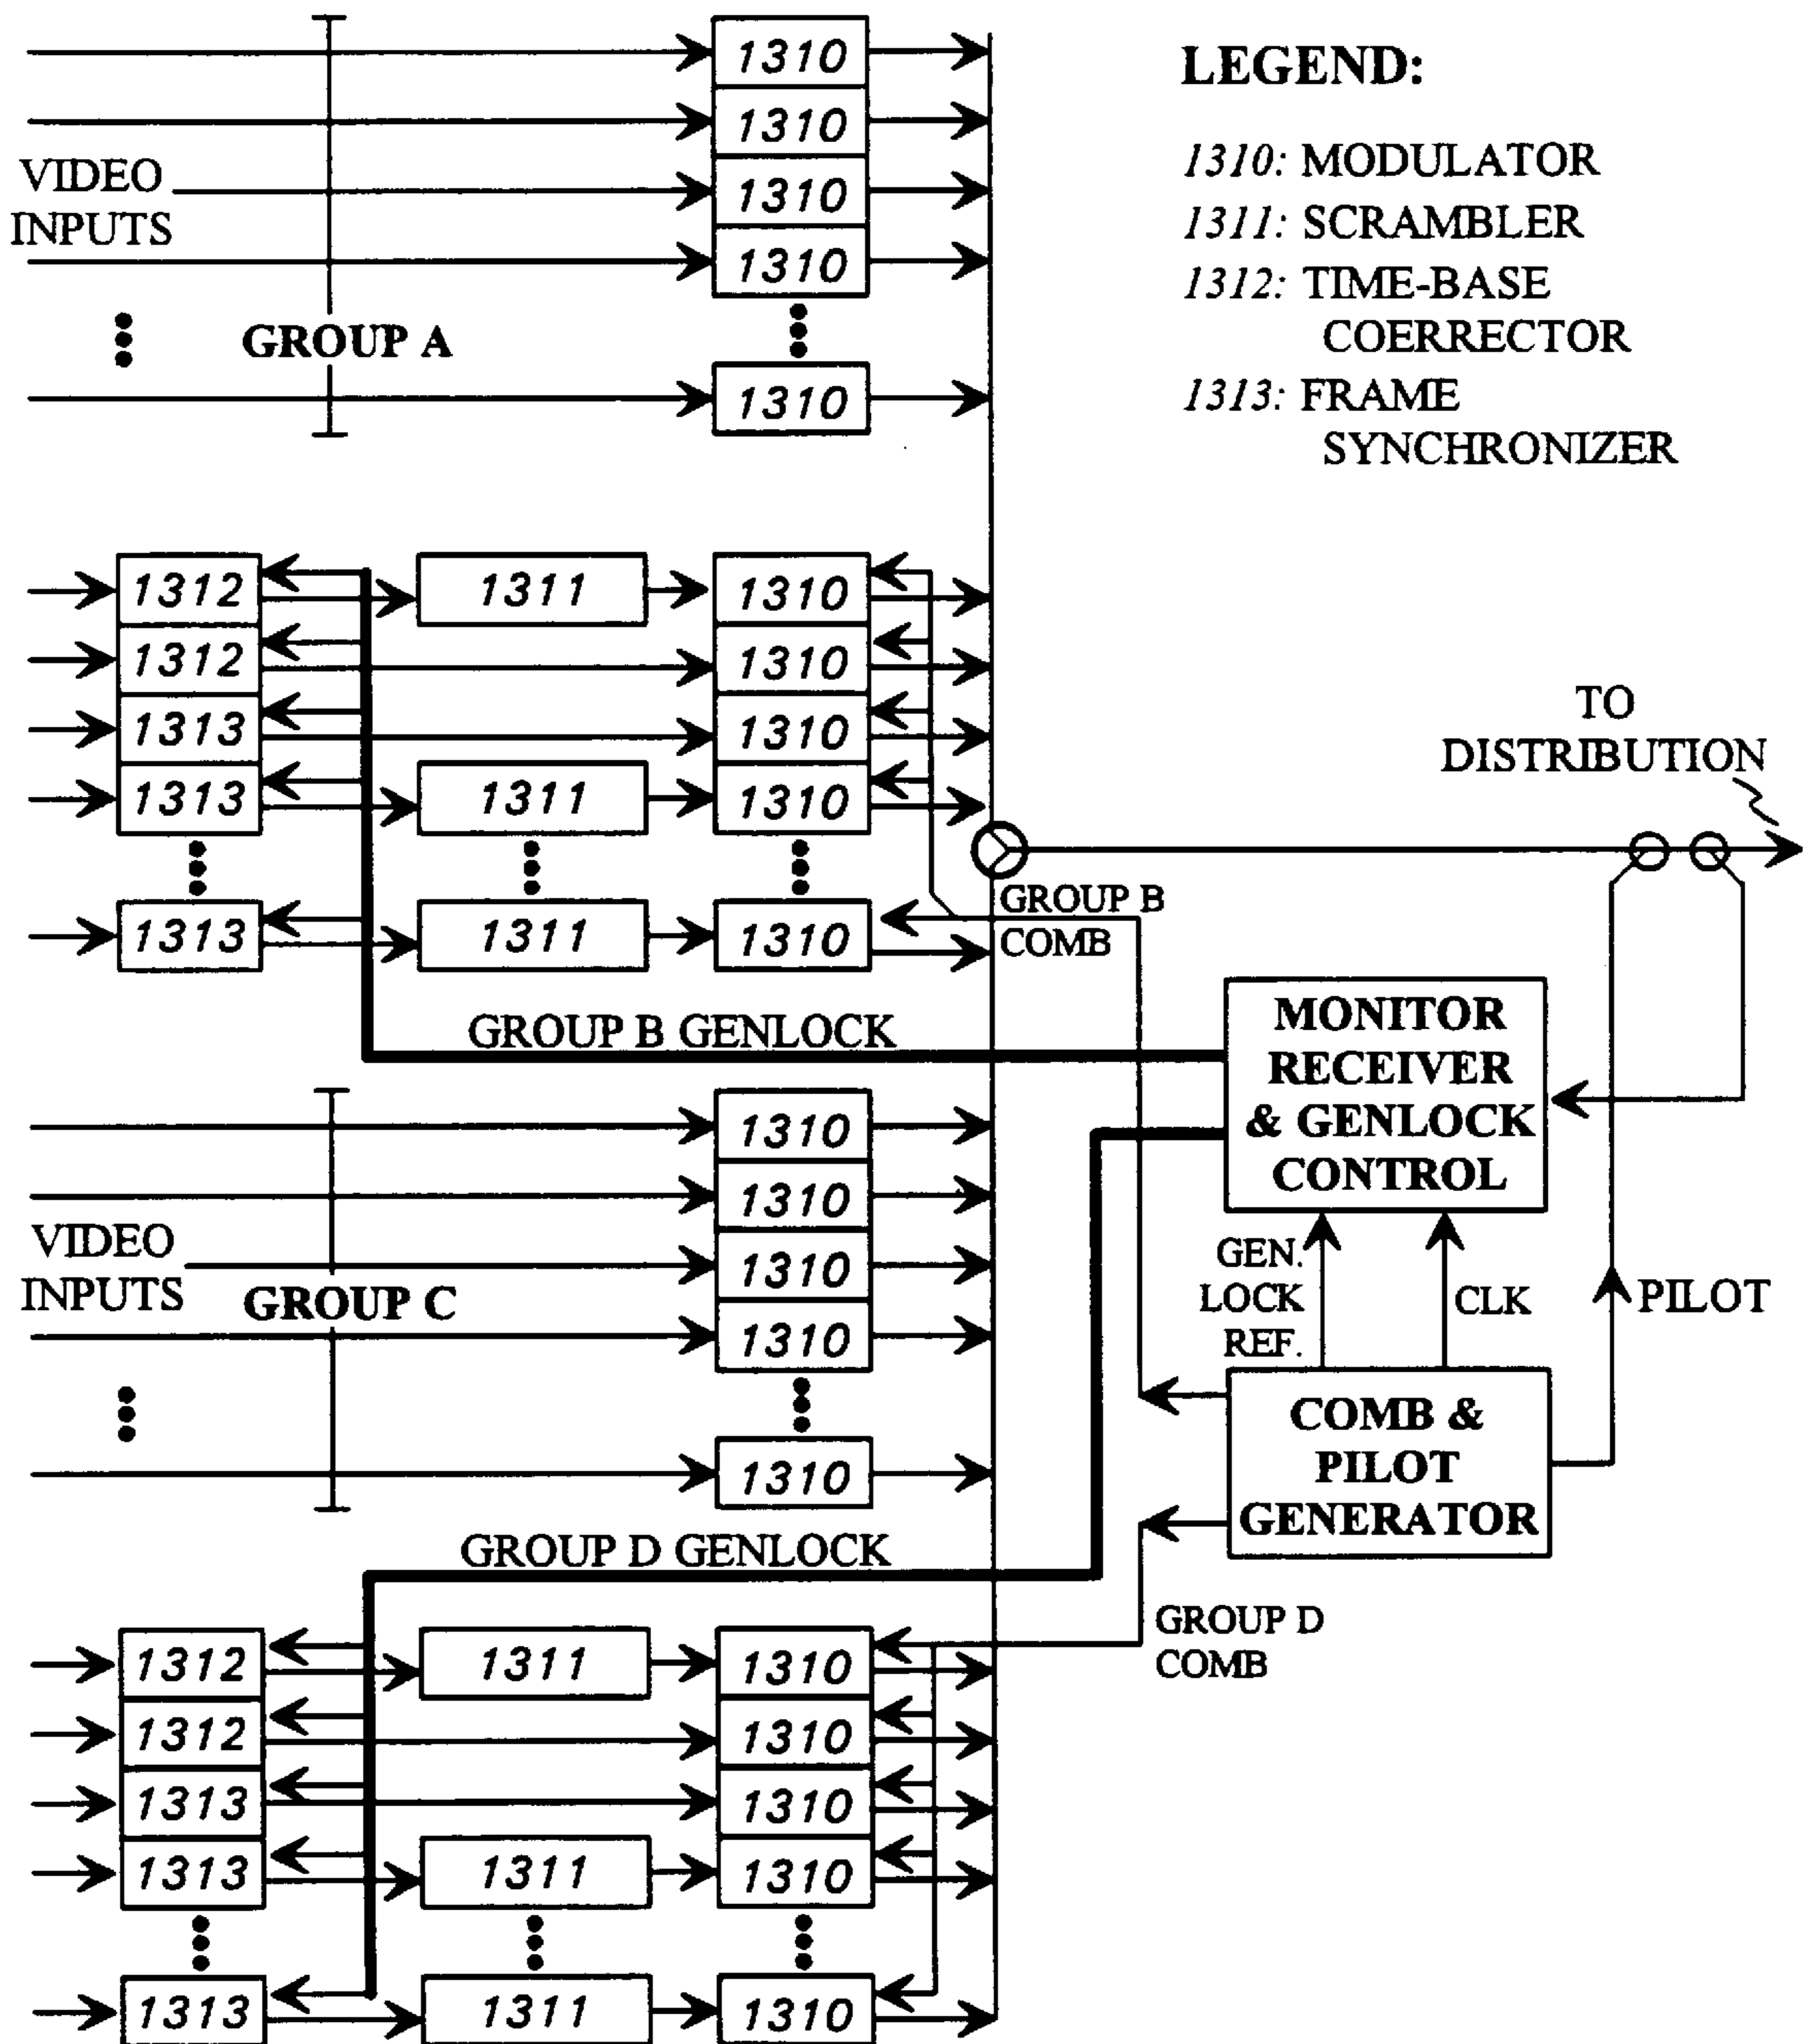 LEGEND:
1310: MODULATOR
1311: SCRAMBLER
1312: TIME-BASE
COERRECTOR
1313: FRAME
SYNCHRONIZER
1310
1310
VIDEO
INPUTS
1310
1310
GROUP A
1310
1312 1311 1310
1312 1310
1313 1310
1313 1311 1310
1313 1311 1310
TO
DISTRIBUTION
GROUP B
COMB
GROUP B GENLOCK
MONITOR
RECEIVER
& GENLOCK
CONTROL
1310
1310
VIDEO
INPUTS
1310
GROUP C
1310
1310
GEN.
LOCK
REF.
CLK
PILOT
COMB &
PILOT
GENERATOR
GROUP D GENLOCK
GROUP D
COMB
1312 1311 1310
1312 1310
1313 1310
1313 1311 1310
1313 1311 1310